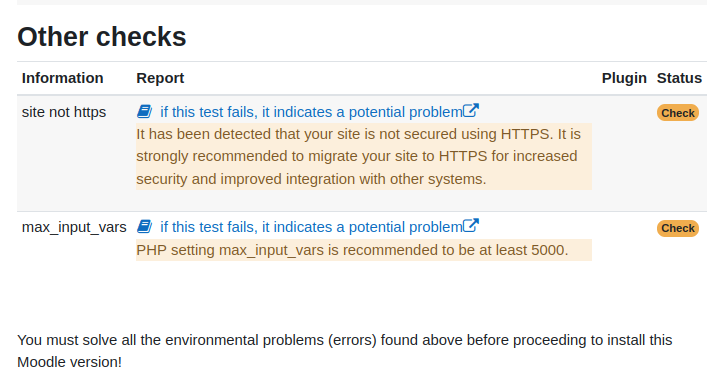 Other checks
Information Report Plugin Status
site not https if this test fails, it indicates a potential problem Check
It has been detected that your site is not secured using HTTPS. It is
strongly recommended to migrate your site to HTTPS for increased
security and improved integration with other systems.
max_input_vars if this test fails, it indicates a potential problem Check
PHP setting max_input_vars is recommended to be at least 5000.
You must solve all the environmental problems (errors) found above before proceeding to install this
Moodle version!